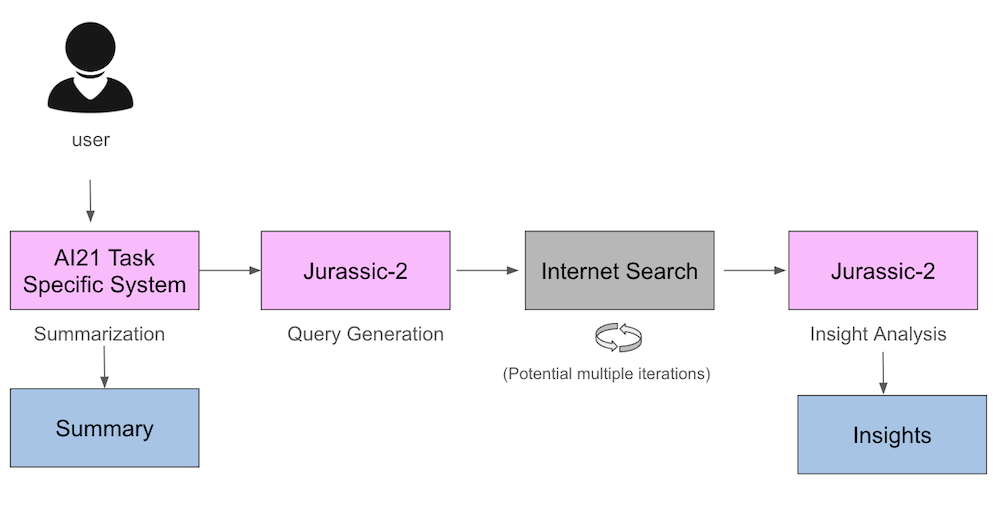 user
AI21 Task
Specific System
Jurassic-2
Internet Search
Jurassic-2
Summarization
Query Generation
Insight Analysis
(Potential multiple iterations)
Summary
Insights